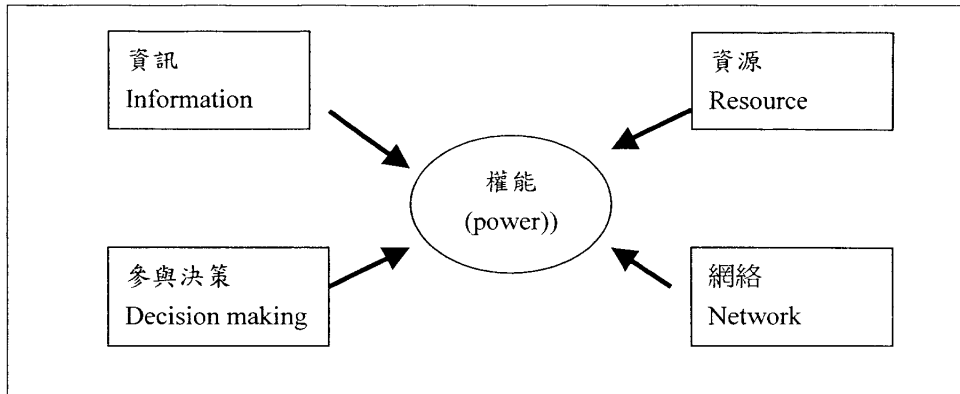 資訊
Information
資源
Resource
權能
(power))
參與決策
Decision making
網絡
Network